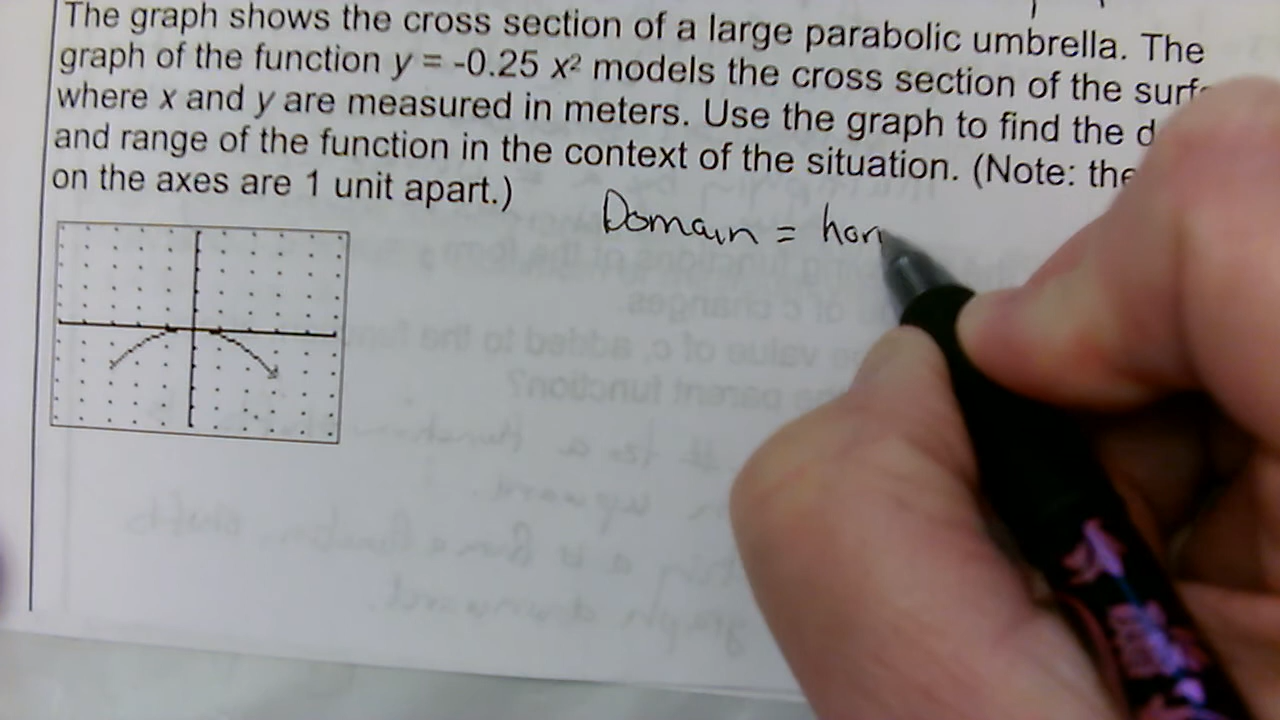 The graph shows the cross section of a large parabolic umbrella. The
graph of the function y = -0.25 x² models the cross section of the surf
where x and y are measured in meters. Use the graph to find the d
and range of the function in the context of the situation. (Note: the
on the axes are 1 unit apart.)
Domain = hor